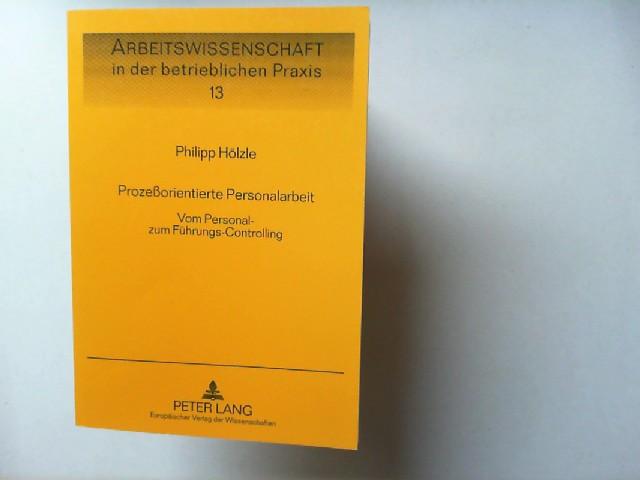 ARBEITSWISSENSCHAFT
in der betrieblichen Praxis
13
Philipp Hölzle
Prozeßorientierte Personalarbeit
Vom Personal-
zum Führungs-Controlling
PETER LANG
Europäischer Verlag der Wissenschaften